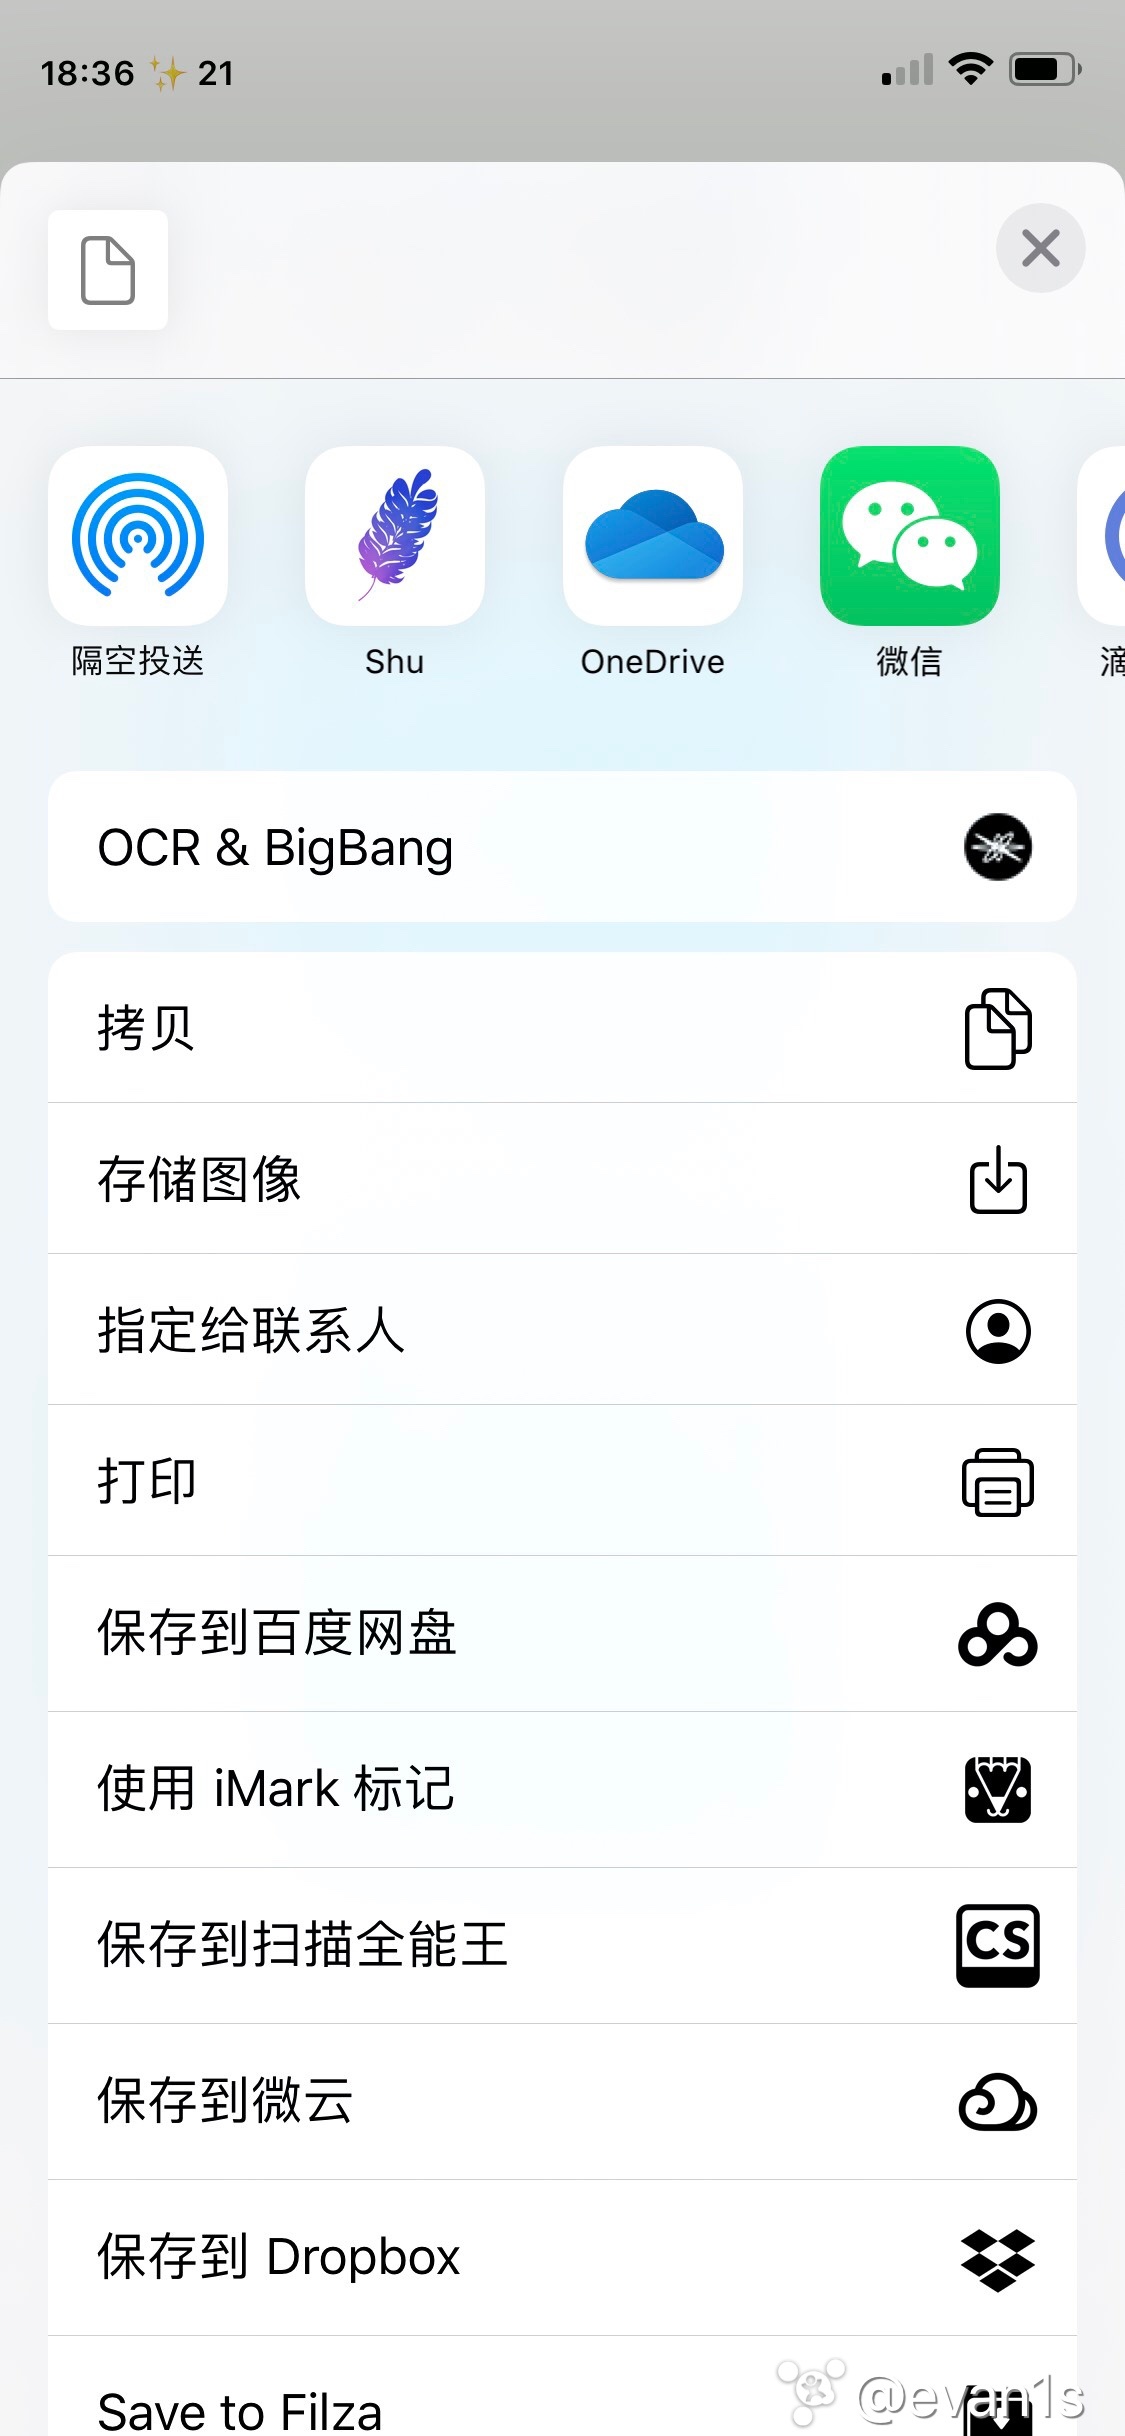 18:36 ✨ 21
隔空投送
Shu
OneDrive
微信
滴
OCR & BigBang
拷贝
存储图像
指定给联系人
打印
保存到百度网盘
使用 iMark 标记
保存到扫描全能王
CS
保存到微云
保存到 Dropbox
Save to Filza
@evan1s